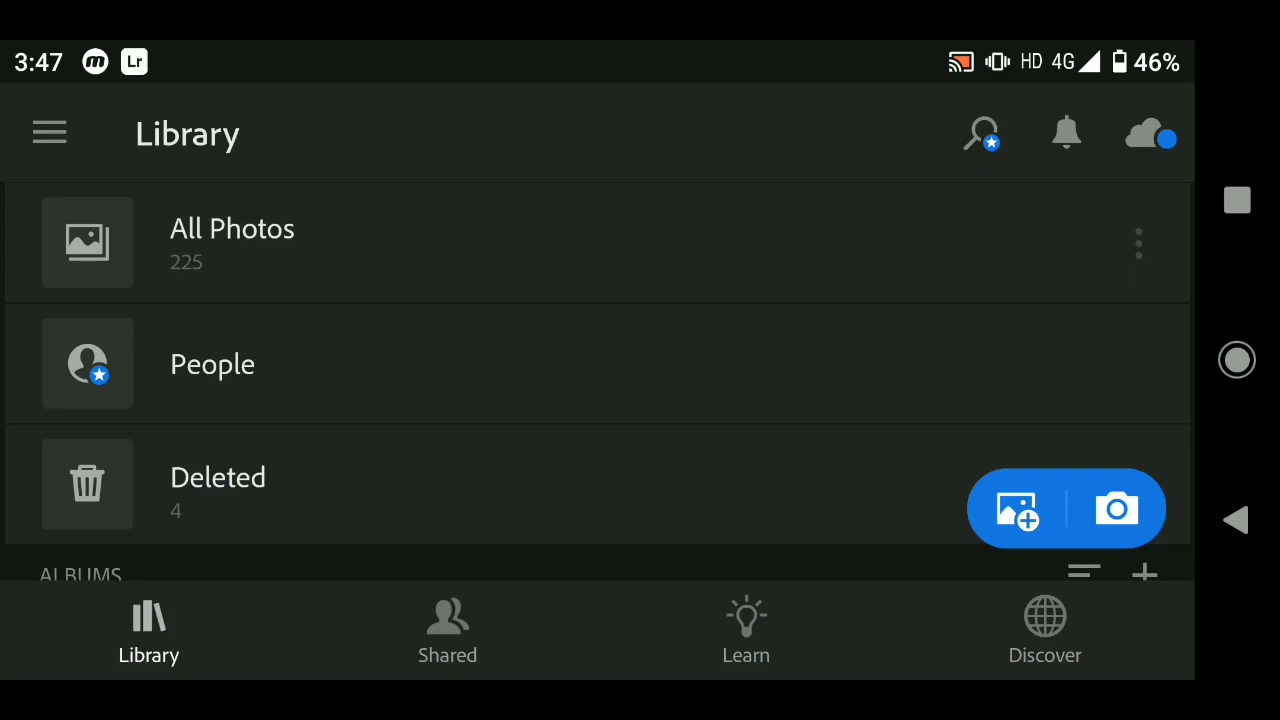 3:47 m Lr HD 4G 46%
Library
All Photos
225
People
Deleted
4
ALBUMS
Library Shared Learn Discover